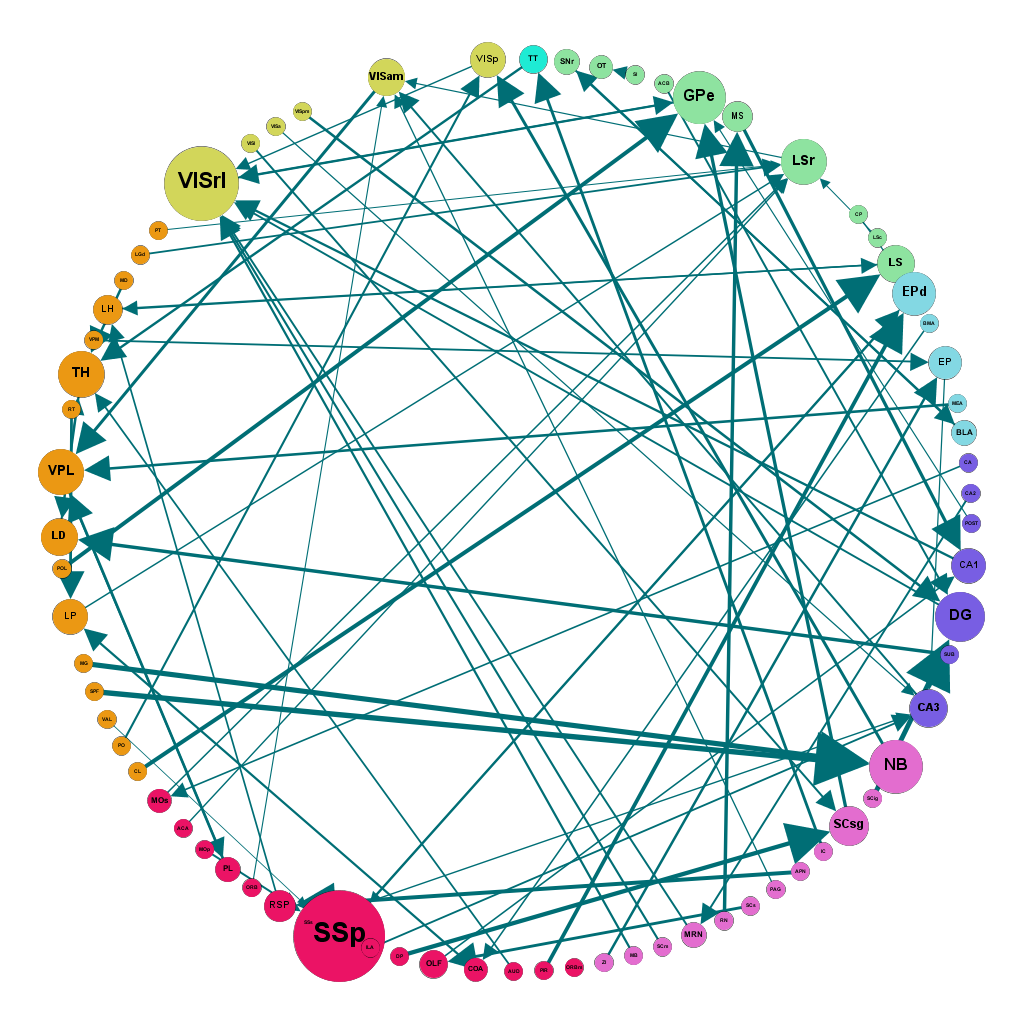 VISp
TT
SNr
OT
SI
ACB
GPe
MS
LSr
CP
LSc
LS
EPd
BMA
EP
MEA
BLA
CA
CA2
POST
CA1
DG
SUB
CA3
NB
SCig
SCsg
IC
APN
PAG
SCs
RN
MRN
SCm
MB
ZI
ORBm
AUD
COA
OLF
DP
ILA
SSp
SSs
RSP
ORB
PL
MOp
ACA
MOs
CL
PO
VAL
SPF
MG
LP
POL
LD
VPL
RT
TH
VPM
LH
MD
LGd
PT
VISrl
VISl
VISa
VISpm
VISam